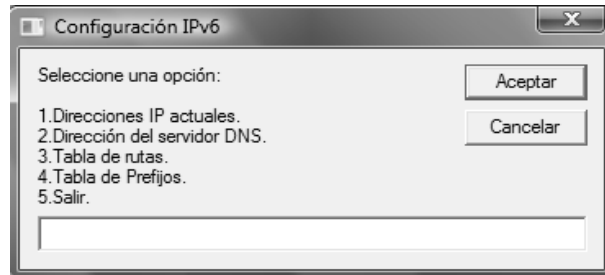 Configuración IPv6
X
Seleccione una opción:
Aceptar
1.Direcciones IP actuales.
Cancelar
2.Dirección del servidor DNS.
3.Tabla de rutas.
4.Tabla de Prefijos.
5.Salir.